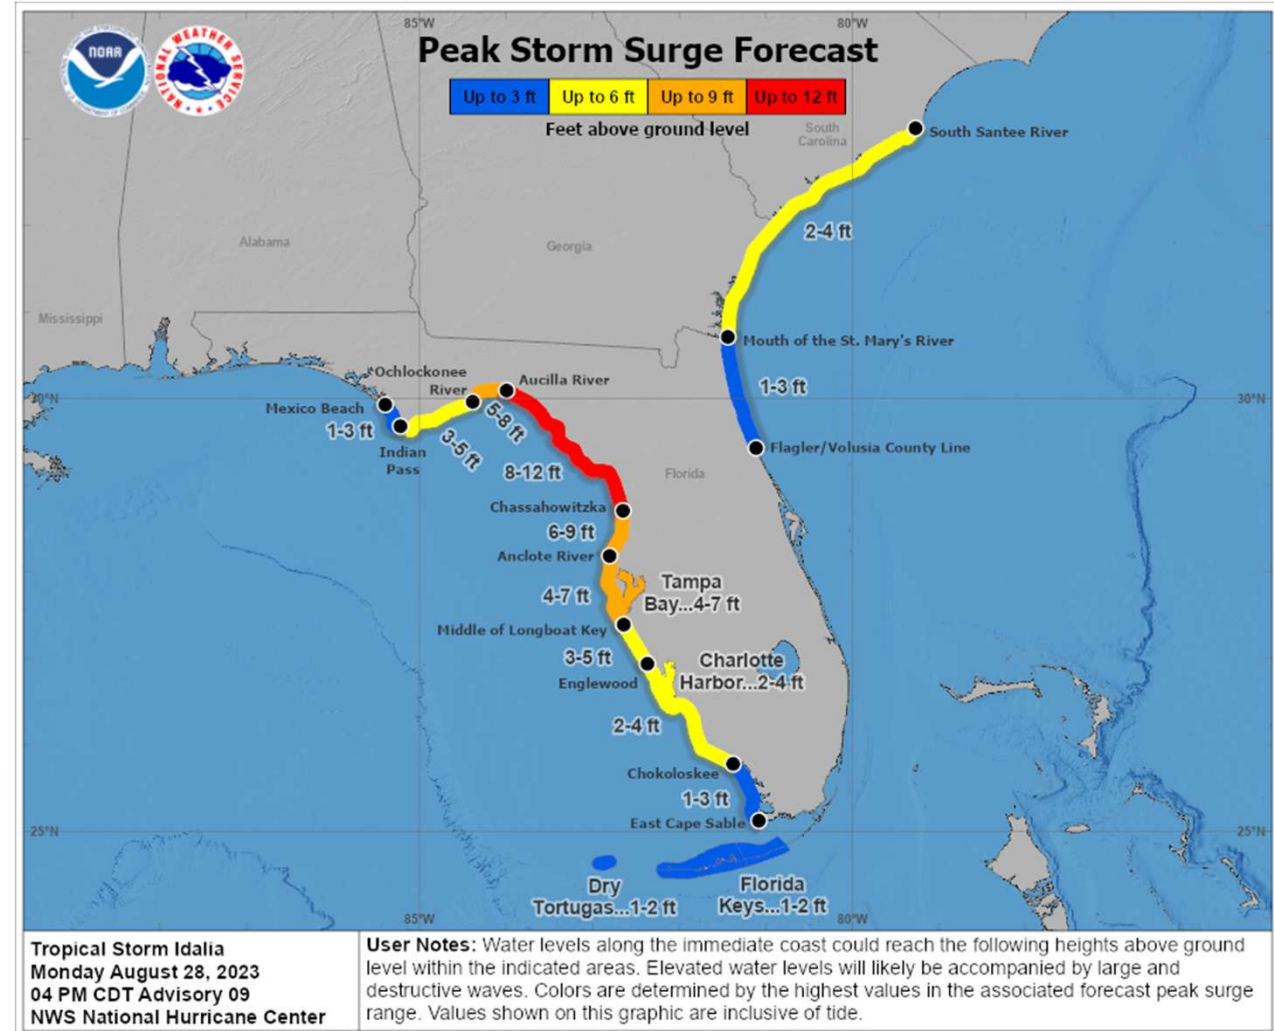 85°W
80°W
NOAA
U.S. DEPARTMENT OF COMMERCE
NATIONAL WEATHER SERVICE
Peak Storm Surge Forecast
Up to 3 ft
Up to 6 ft
Up to 9 ft
Up to 12 ft
Feet above ground level
South
Carolina
South Santee River
2-4 ft
Alabama
Georgia
Mississippi
Mouth of the St. Mary's River
1-3 ft
Ochlockonee
River
Aucilla River
30°N
Mexico Beach
1-3 ft
Indian
Pass
3-5 ft
5-8 ft
Flagler/Volusia County Line
8-12 ft
Florida
Chassahowitzka
6-9 ft
Anclote River
4-7 ft
Tampa
Bay...4-7 ft
Middle of Longboat Key
3-5 ft
Englewood
Charlotte
Harbor...2-4 ft
2-4 ft
Chokoloskee
1-3 ft
East Cape Sable
25°N
25°N
Dry
Tortugas...1-2 ft
Florida
Keys...1-2 ft
85°W
80°W
Tropical Storm Idalia
Monday August 28, 2023
04 PM CDT Advisory 09
NWS National Hurricane Center
User Notes: Water levels along the immediate coast could reach the following heights above ground
level within the indicated areas. Elevated water levels will likely be accompanied by large and
destructive waves. Colors are determined by the highest values in the associated forecast peak surge
range. Values shown on this graphic are inclusive of tide.